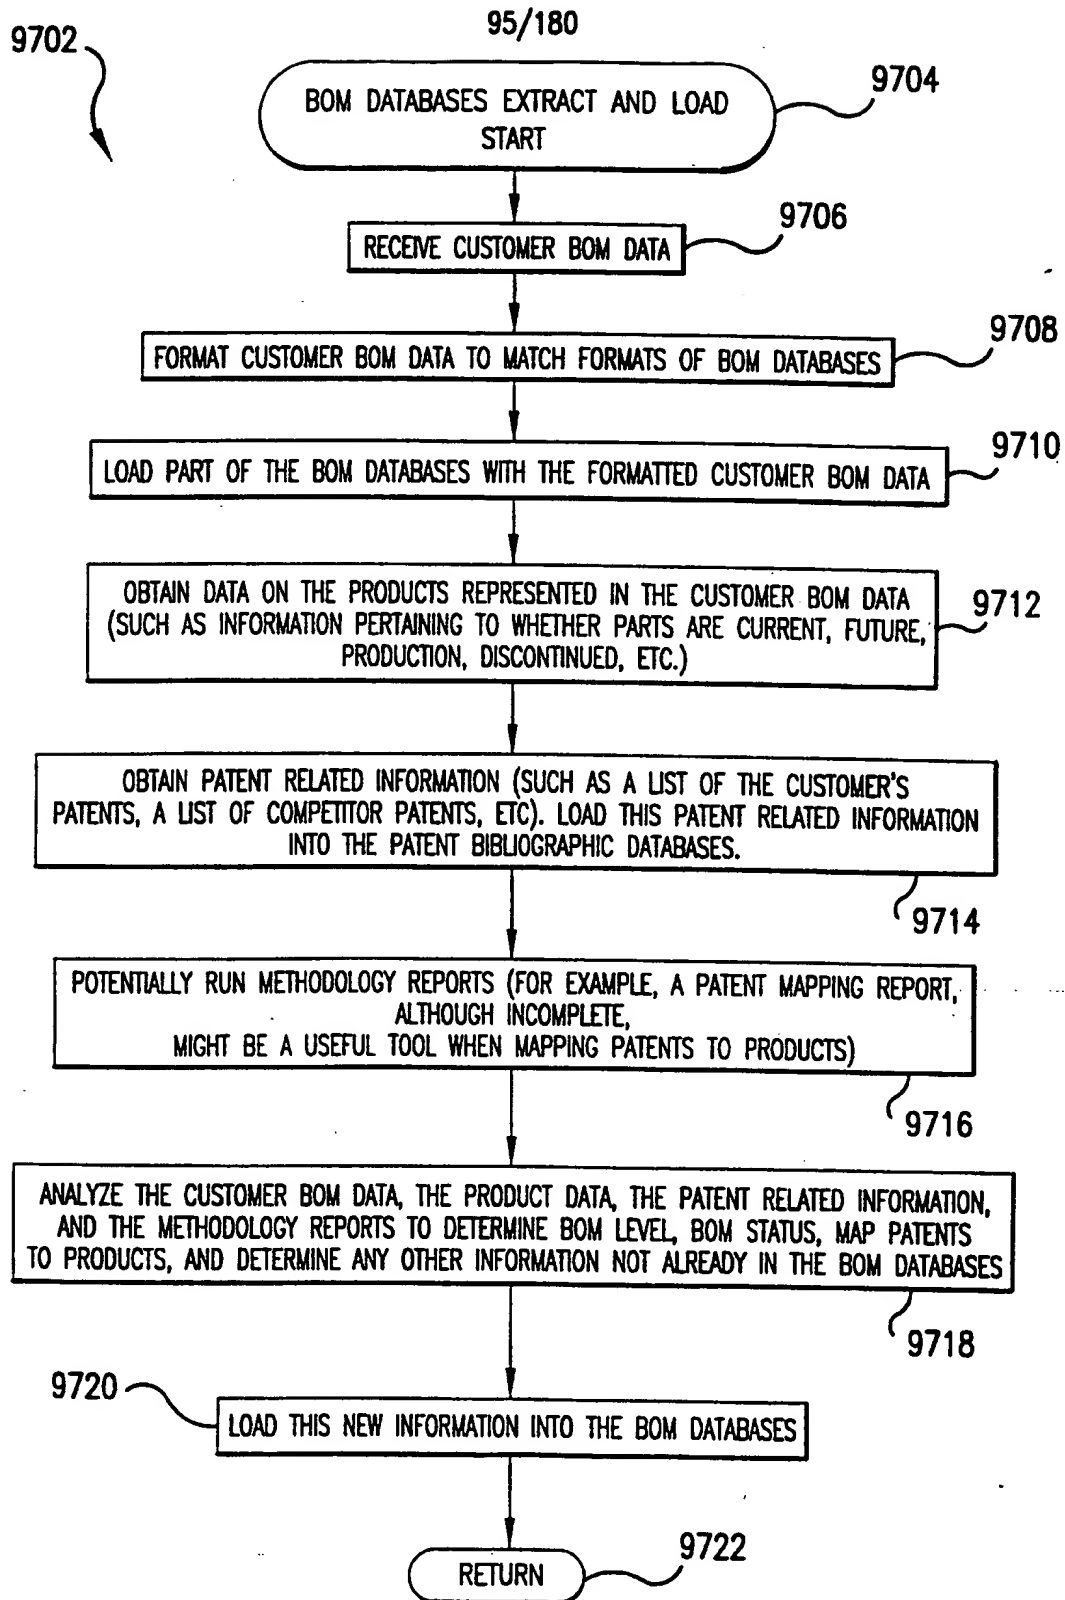 95/180
9702
BOM DATABASES EXTRACT AND LOAD
START
9704
RECEIVE CUSTOMER BOM DATA
9706
FORMAT CUSTOMER BOM DATA TO MATCH FORMATS OF BOM DATABASES
9708
LOAD PART OF THE BOM DATABASES WITH THE FORMATTED CUSTOMER BOM DATA
9710
OBTAIN DATA ON THE PRODUCTS REPRESENTED IN THE CUSTOMER BOM DATA
(SUCH AS INFORMATION PERTAINING TO WHETHER PARTS ARE CURRENT, FUTURE,
PRODUCTION, DISCONTINUED, ETC.)
9712
OBTAIN PATENT RELATED INFORMATION (SUCH AS A LIST OF THE CUSTOMER'S
PATENTS, A LIST OF COMPETITOR PATENTS, ETC). LOAD THIS PATENT RELATED INFORMATION
INTO THE PATENT BIBLIOGRAPHIC DATABASES.
9714
POTENTIALLY RUN METHODOLOGY REPORTS (FOR EXAMPLE, A PATENT MAPPING REPORT,
ALTHOUGH INCOMPLETE,
MIGHT BE A USEFUL TOOL WHEN MAPPING PATENTS TO PRODUCTS)
9716
ANALYZE THE CUSTOMER BOM DATA, THE PRODUCT DATA, THE PATENT RELATED INFORMATION,
AND THE METHODOLOGY REPORTS TO DETERMINE BOM LEVEL, BOM STATUS, MAP PATENTS
TO PRODUCTS, AND DETERMINE ANY OTHER INFORMATION NOT ALREADY IN THE BOM DATABASES
9718
9720
LOAD THIS NEW INFORMATION INTO THE BOM DATABASES
RETURN
9722